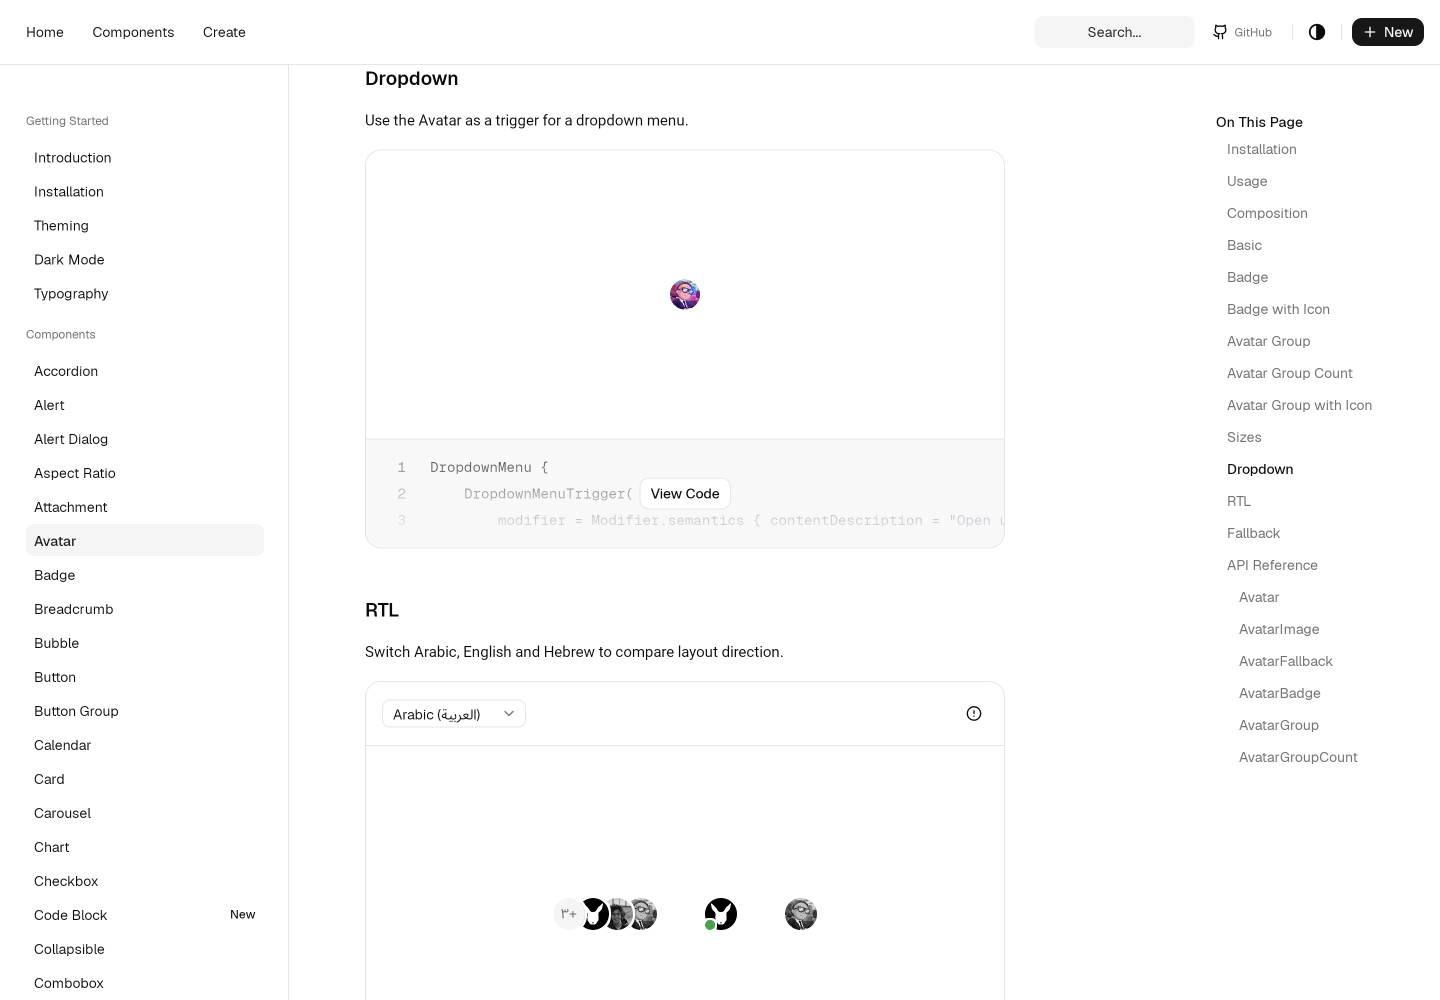 Home
Components
Create
Search...
GitHub
New
Getting Started
Introduction
Installation
Theming
Dark Mode
Typography
Components
Accordion
Alert
Alert Dialog
Aspect Ratio
Attachment
Avatar
Badge
Breadcrumb
Bubble
Button
Button Group
Calendar
Card
Carousel
Chart
Checkbox
Code Block New
Collapsible
Combobox
Dropdown
Use the Avatar as a trigger for a dropdown menu.
1 DropdownMenu {
2 DropdownMenuTrigger(
View Code
3 modifier = Modifier.semantics { contentDescription = "Open u
RTL
Switch Arabic, English and Hebrew to compare layout direction.
Arabic (العربية)
+٣
On This Page
Installation
Usage
Composition
Basic
Badge
Badge with Icon
Avatar Group
Avatar Group Count
Avatar Group with Icon
Sizes
Dropdown
RTL
Fallback
API Reference
Avatar
AvatarImage
AvatarFallback
AvatarBadge
AvatarGroup
AvatarGroupCount